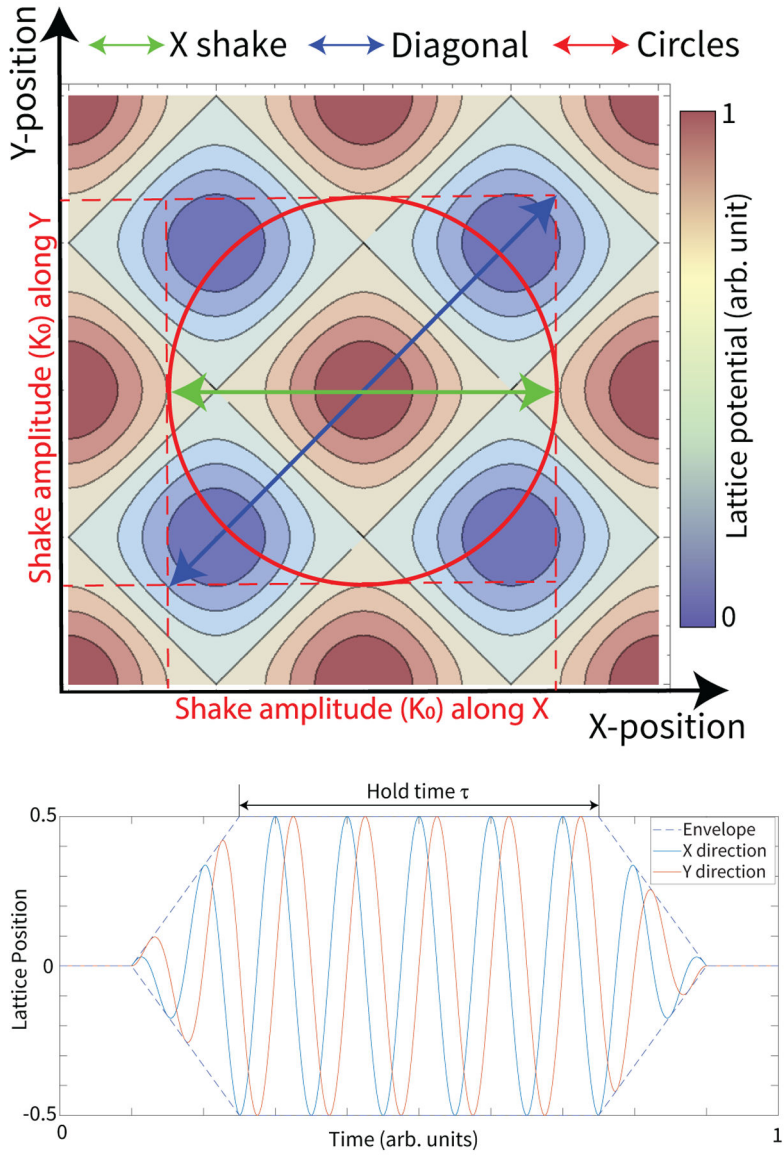 X shake Diagonal Circles
Y-position
Shake amplitude (K₀) along Y
1
Lattice potential (arb. unit)
0
Shake amplitude (K₀) along X
X-position
Hold time τ
0.5
Envelope
X direction
Y direction
Lattice Position
0
-0.5
0
Time (arb. units)
1